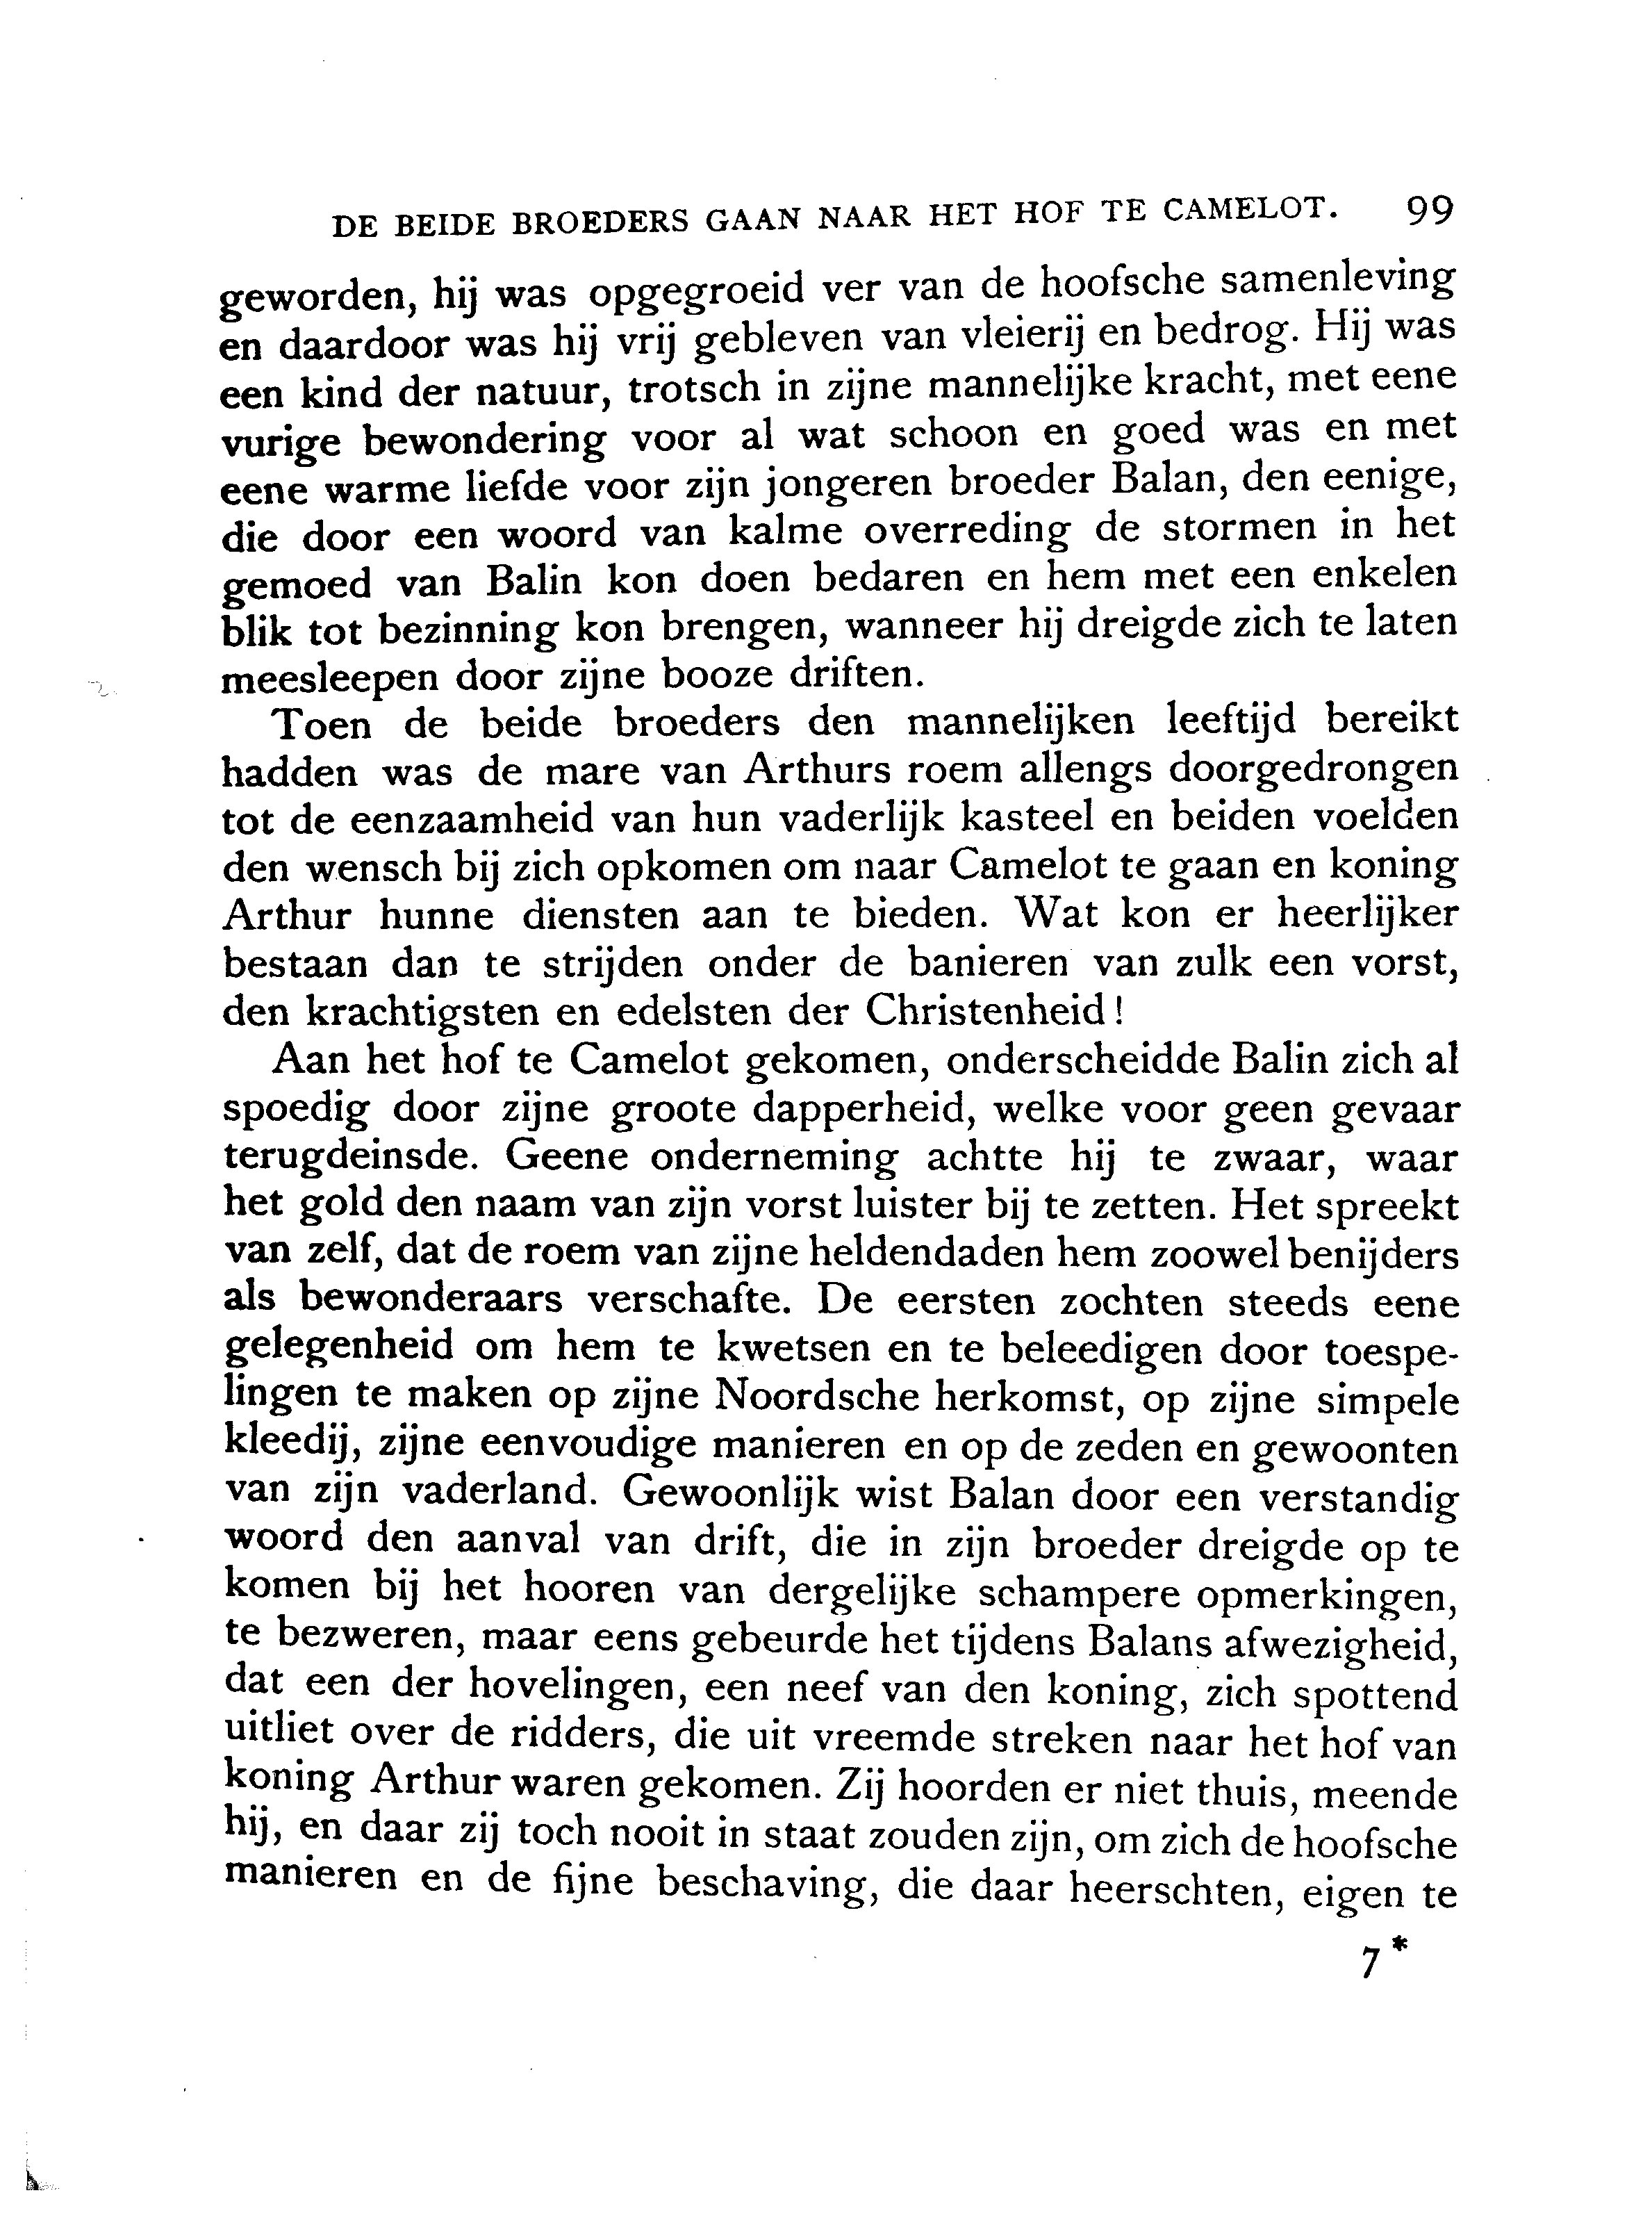 DE BEIDE BROEDERS GAAN NAAR HET HOF TE CAMELOT. 99
geworden, hij was opgegroeid ver van de hoofsche samenleving
en daardoor was hij vrij gebleven van vleierij en bedrog. Hij was
een kind der natuur, trotsch in zijne mannelijke kracht, met eene
vurige bewondering voor al wat schoon en goed was en met
eene warme liefde voor zijn jongeren broeder Balan, den eenige,
die door een woord van kalme overreding de stormen in het
gemoed van Balin kon doen bedaren en hem met een enkelen
blik tot bezinning kon brengen, wanneer hij dreigde zich te laten
meesleepen door zijne booze driften.
Toen de beide broeders den mannelijken leeftijd bereikt
hadden was de mare van Arthurs roem allengs doorgedrongen
tot de eenzaamheid van hun vaderlijk kasteel en beiden voelden
den wensch bij zich opkomen om naar Camelot te gaan en koning
Arthur hunne diensten aan te bieden. Wat kon er heerlijker
bestaan dan te strijden onder de banieren van zulk een vorst,
den krachtigsten en edelsten der Christenheid!
Aan het hof te Camelot gekomen, onderscheidde Balin zich al
spoedig door zijne groote dapperheid, welke voor geen gevaar
terugdeinsde. Geene onderneming achtte hij te zwaar, waar
het gold den naam van zijn vorst luister bij te zetten. Het spreekt
van zelf, dat de roem van zijne heldendaden hem zoowel benijders
als bewonderaars verschafte. De eersten zochten steeds eene
gelegenheid om hem te kwetsen en te beleedigen door toespe-
lingen te maken op zijne Noordsche herkomst, op zijne simpele
kleedij, zijne eenvoudige manieren en op de zeden en gewoonten
van zijn vaderland. Gewoonlijk wist Balan door een verstandig
woord den aanval van drift, die in zijn broeder dreigde op te
komen bij het hooren van dergelijke schampere opmerkingen,
te bezweren, maar eens gebeurde het tijdens Balans afwezigheid,
dat een der hovelingen, een neef van den koning, zich spottend
uitliet over de ridders, die uit vreemde streken naar het hof van
koning Arthur waren gekomen. Zij hoorden er niet thuis, meende
hij, en daar zij toch nooit in staat zouden zijn, om zich de hoofsche
manieren en de fijne beschaving, die daar heerschten, eigen te
7*